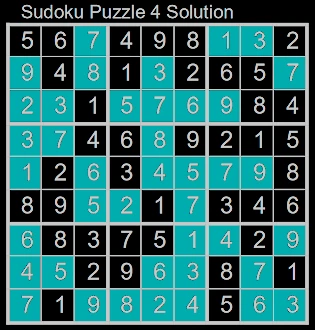 Sudoku Puzzle 4 Solution
5 6 7 4 9 8 1 3 2
9 4 8 1 3 2 6 5 7
2 3 1 5 7 6 9 8 4
3 7 4 6 8 9 2 1 5
1 2 6 3 4 5 7 9 8
8 9 5 2 1 7 3 4 6
6 8 3 7 5 1 4 2 9
4 5 2 9 6 3 8 7 1
7 1 9 8 2 4 5 6 3